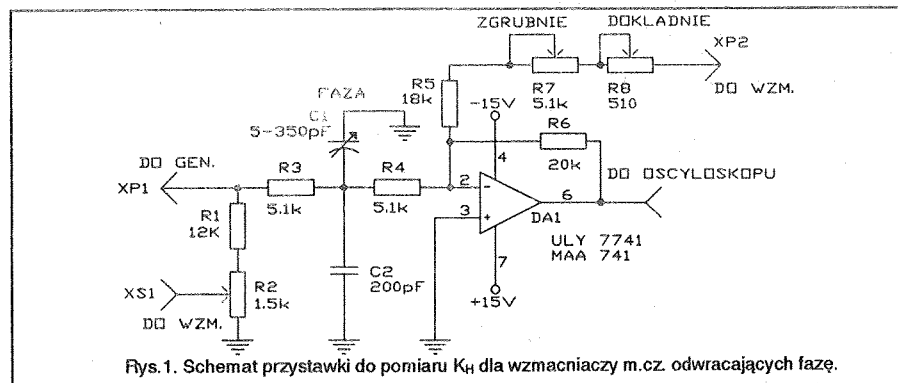 ZGRUBNIE
DOKLADNIE
XP2
R5
18k
R7
5.1k
R8
510
DO WZM.
FAZA
C1
5-350pF
-15V
R6
20k
4
DO GEN.
XP1
R3
5.1k
R4
5.1k
2
3
6
DO OSCYLOSKOPU
DA1
R1
12K
ULY 7741
MAA 741
7
C2
200pF
XS1
R2
1.5k
+15V
DO WZM.
Rys.1. Schemat przystawki do pomiaru KH dla wzmacniaczy m.cz. odwracających fazę.